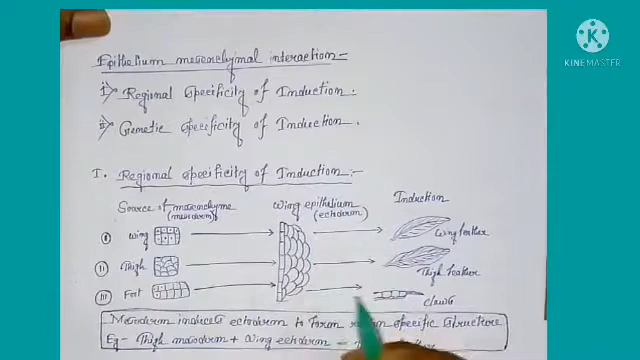 KINEMASTER
Epithelium mesenchymal interaction:-
i) Regional Specificity of Induction.
ii) Genetic Specificity of Induction.
I. Regional specificity of Induction:-
Source of mesenchyme (mesoderm)
Wing epithelium (ectoderm)
Induction
i wing
Wing feather
ii Thigh
Thigh feather
iii Foot
claws
Mesoderm induces ectoderm to form specific structure
Eg- Thigh mesoderm + Wing ectoderm =